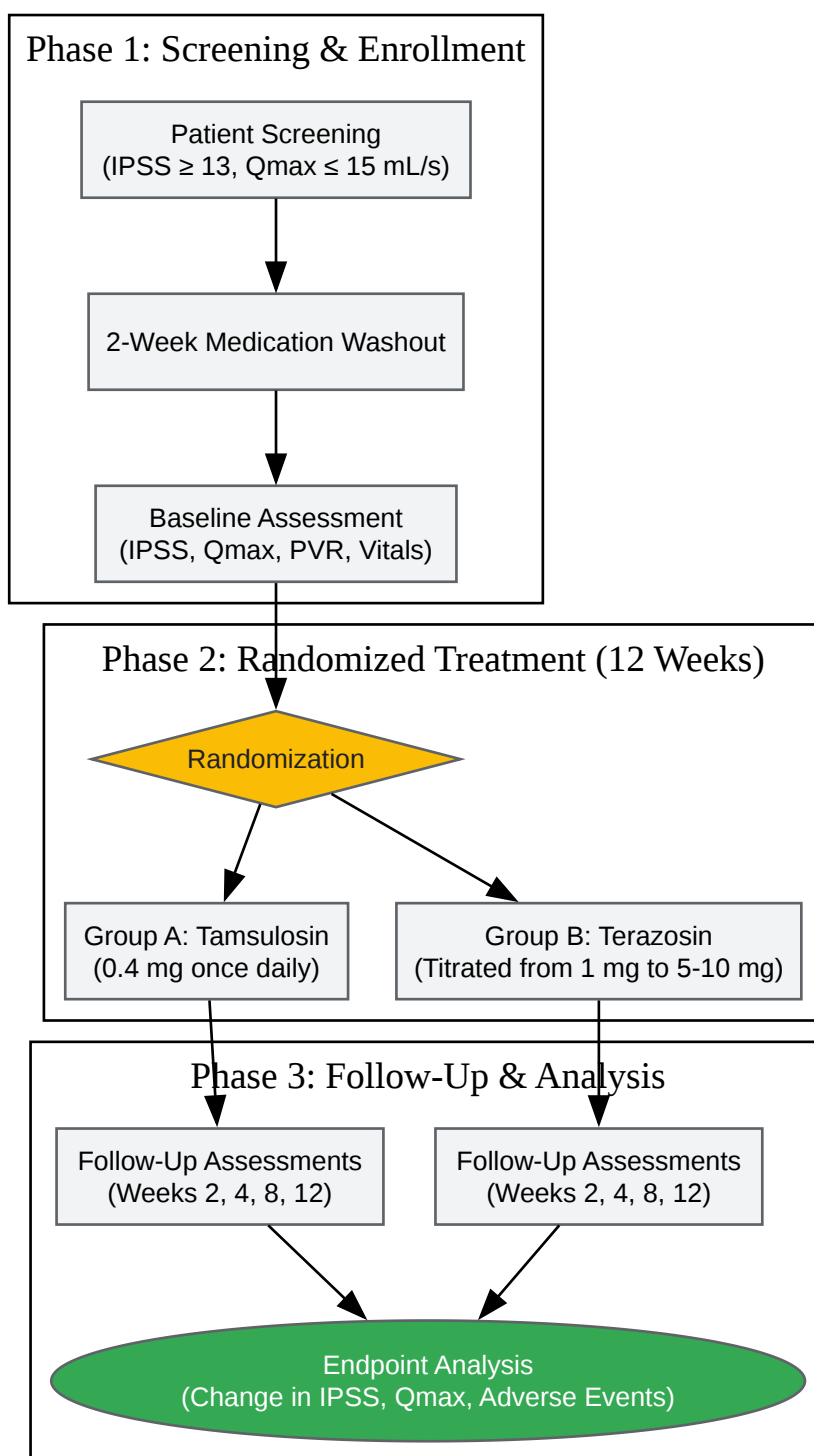 Phase 1: Screening & Enrollment
Patient Screening
(IPSS ≥ 13, Qmax ≤ 15 mL/s)
2-Week Medication Washout
Baseline Assessment
(IPSS, Qmax, PVR, Vitals)
Phase 2: Randomized Treatment (12 Weeks)
Randomization
Group A: Tamsulosin
(0.4 mg once daily)
Group B: Terazosin
(Titrated from 1 mg to 5-10 mg)
Phase 3: Follow-Up & Analysis
Follow-Up Assessments
(Weeks 2, 4, 8, 12)
Follow-Up Assessments
(Weeks 2, 4, 8, 12)
Endpoint Analysis
(Change in IPSS, Qmax, Adverse Events)